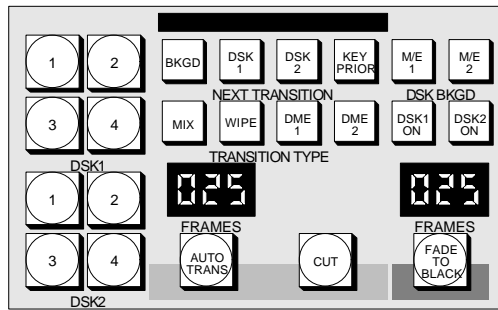 1 2
3 4
DSK1
1 2
3 4
DSK2
BKGD DSK 1 DSK 2 KEY PRIOR M/E 1 M/E 2
NEXT TRANSITION DSK BKGD
MIX WIPE DME 1 DME 2 DSK1 ON DSK2 ON
TRANSITION TYPE
025 025
FRAMES FRAMES
AUTO TRANS CUT FADE TO BLACK